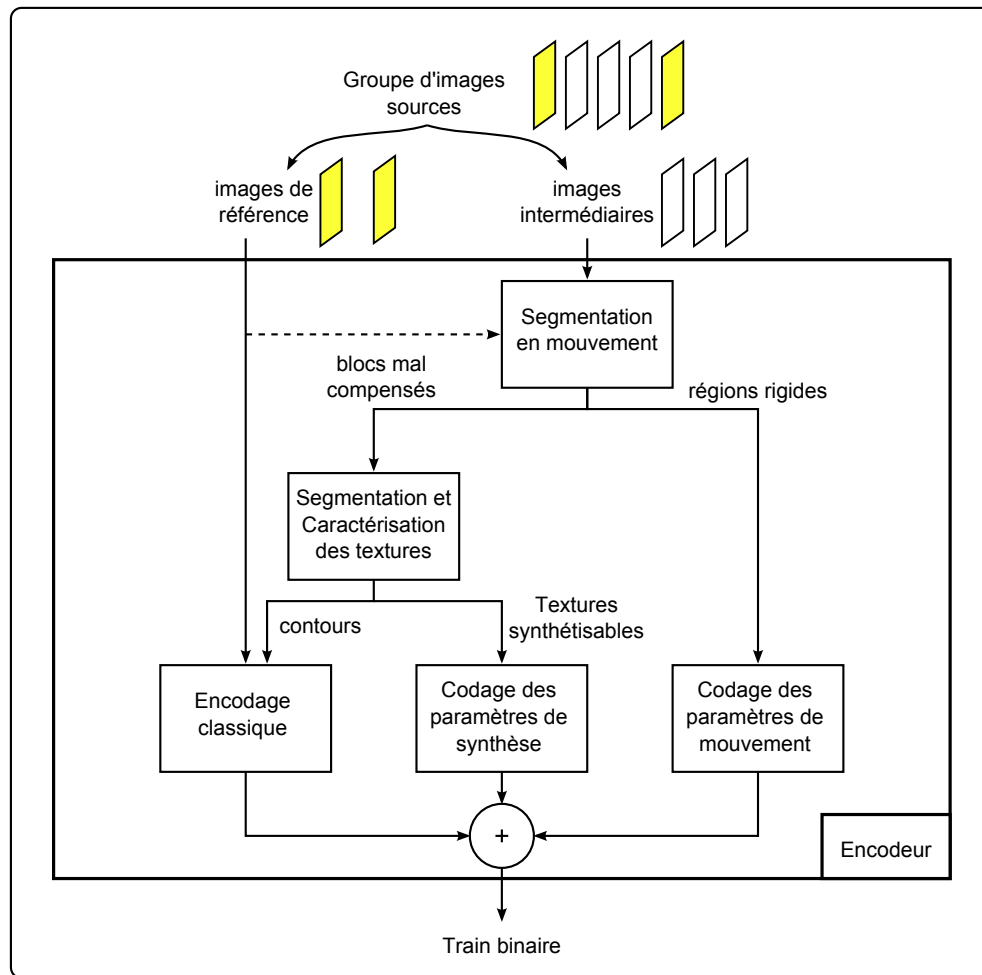 Groupe d'images
sources
images de
référence
images
intermédiaires
Segmentation
en mouvement
blocs mal
compensés
régions rigides
Segmentation et
Caractérisation
des textures
contours
Textures
synthétisables
Encodage
classique
Codage des
paramètres de
synthèse
Codage des
paramètres de
mouvement
+
Encodeur
Train binaire